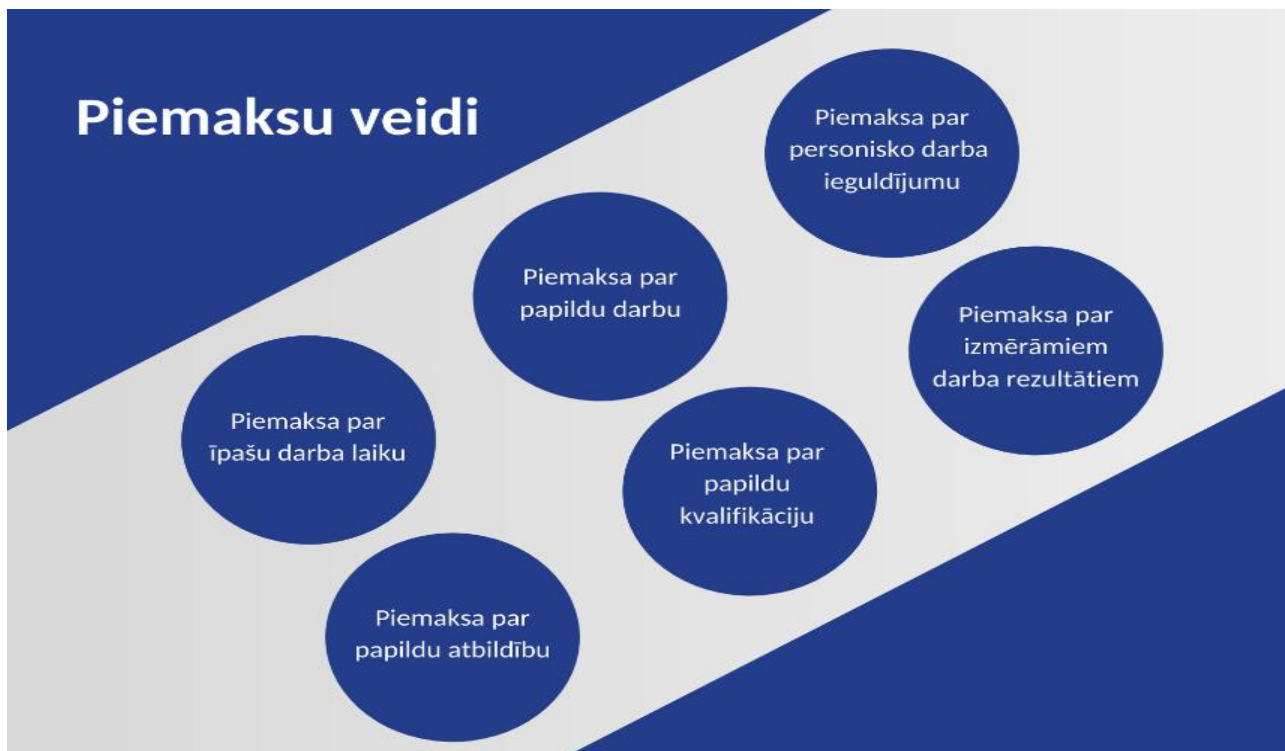 Piemaksu veidi
Piemaksa par
personisko darba
ieguldījumu
Piemaksa par
papildu darbu
Piemaksa par
izmērāmiem
darba rezultātiem
Piemaksa par
īpašu darba laiku
Piemaksa par
papildu
kvalifikāciju
Piemaksa par
papildu atbildību